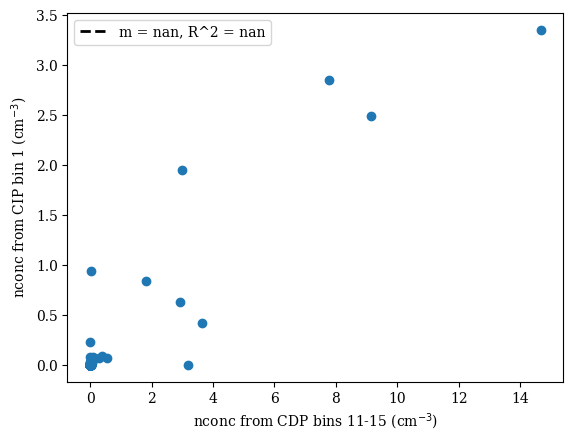 m = nan, R^2 = nan
3.5
3.0
2.5
2.0
1.5
1.0
0.5
0.0
nconc from CIP bin 1 (cm⁻³)
0 2 4 6 8 10 12 14
nconc from CDP bins 11-15 (cm⁻³)